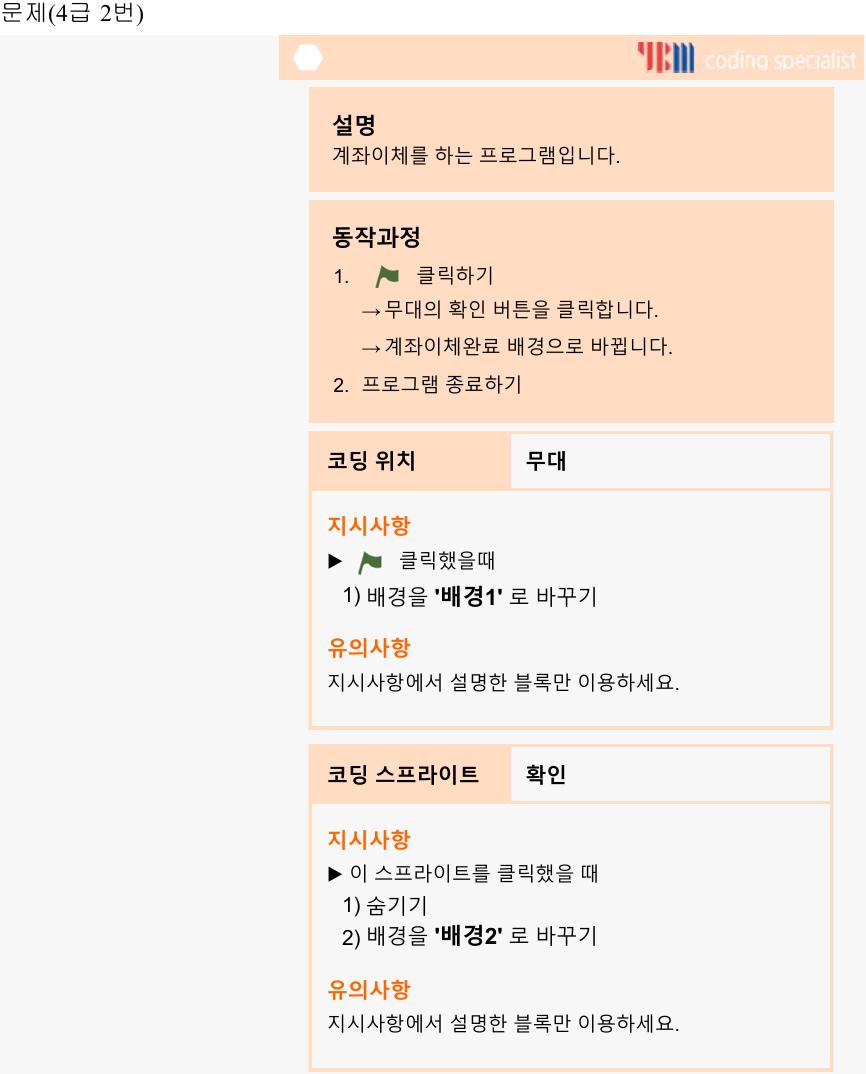 문제(4급 2번)
YBM coding specialist
설명
계좌이체를 하는 프로그램입니다.
동작과정
1. 클릭하기
→무대의 확인 버튼을 클릭합니다.
→계좌이체완료 배경으로 바뀝니다.
2. 프로그램 종료하기
코딩 위치 무대
지시사항
▶ 클릭했을때
1) 배경을 '배경1' 로 바꾸기
유의사항
지시사항에서 설명한 블록만 이용하세요.
코딩 스프라이트 확인
지시사항
▶ 이 스프라이트를 클릭했을 때
1) 숨기기
2) 배경을 '배경2' 로 바꾸기
유의사항
지시사항에서 설명한 블록만 이용하세요.